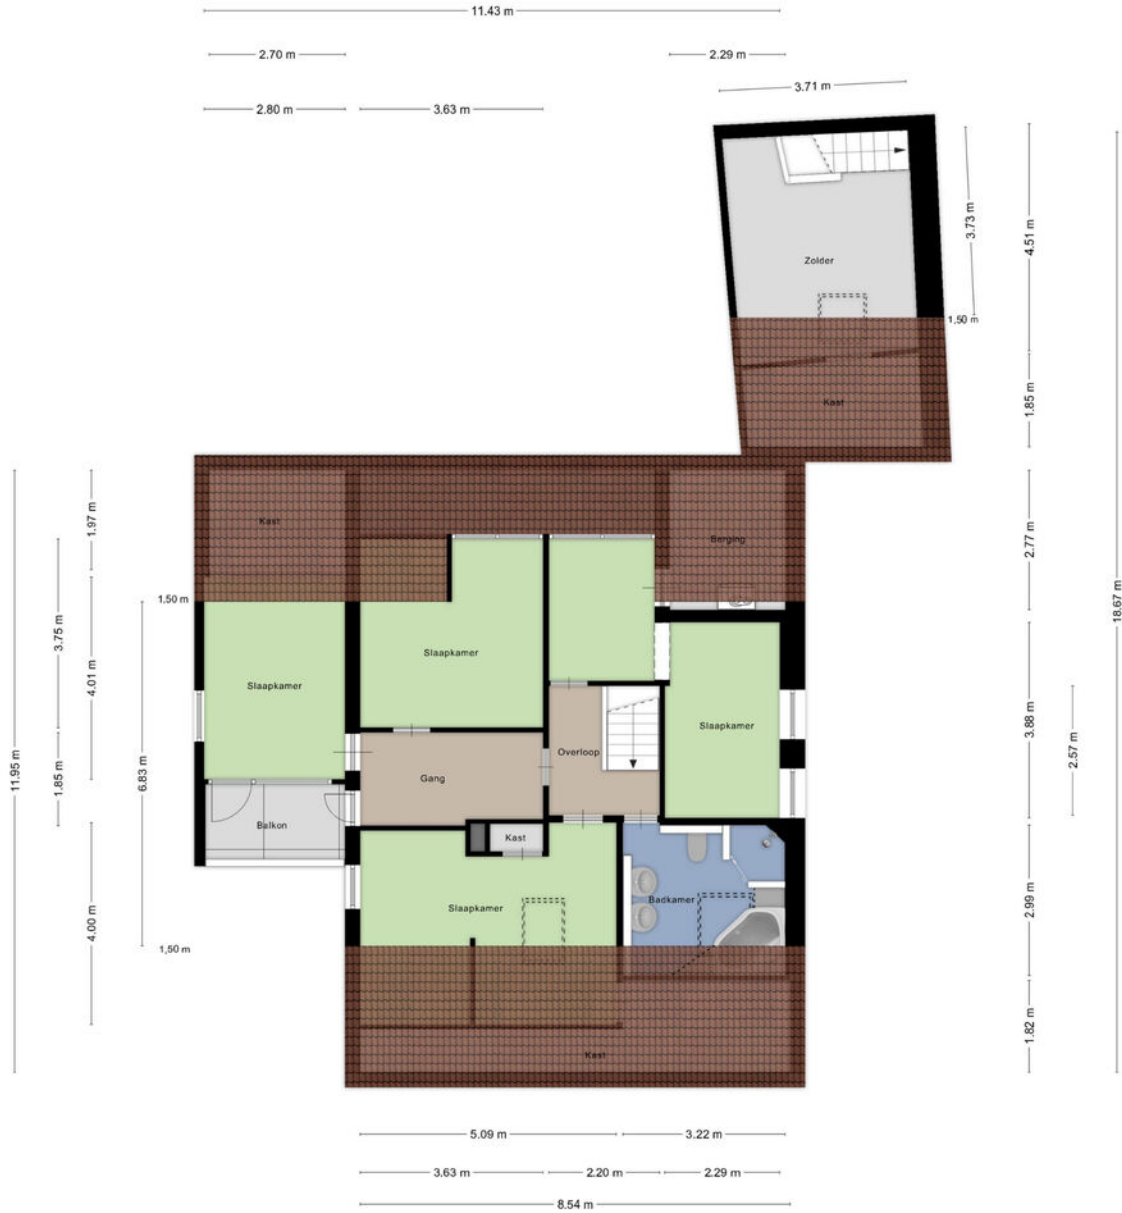 11.43 m
2.70 m
2.29 m
3.71 m
2.80 m
3.63 m
3.73 m
4.51 m
Zolder
1,50 m
1.85 m
Kast
18.67 m
1.97 m
Kast
Berging
2.77 m
1,50 m
3.75 m
4.01 m
Slaapkamer
Slaapkamer
Slaapkamer
3.88 m
2.57 m
11.95 m
1.85 m
6.83 m
Gang
Overloop
Balkon
Kast
4.00 m
Slaapkamer
Badkamer
2.99 m
1,50 m
1.82 m
Kast
5.09 m
3.22 m
3.63 m
2.20 m
2.29 m
8.54 m